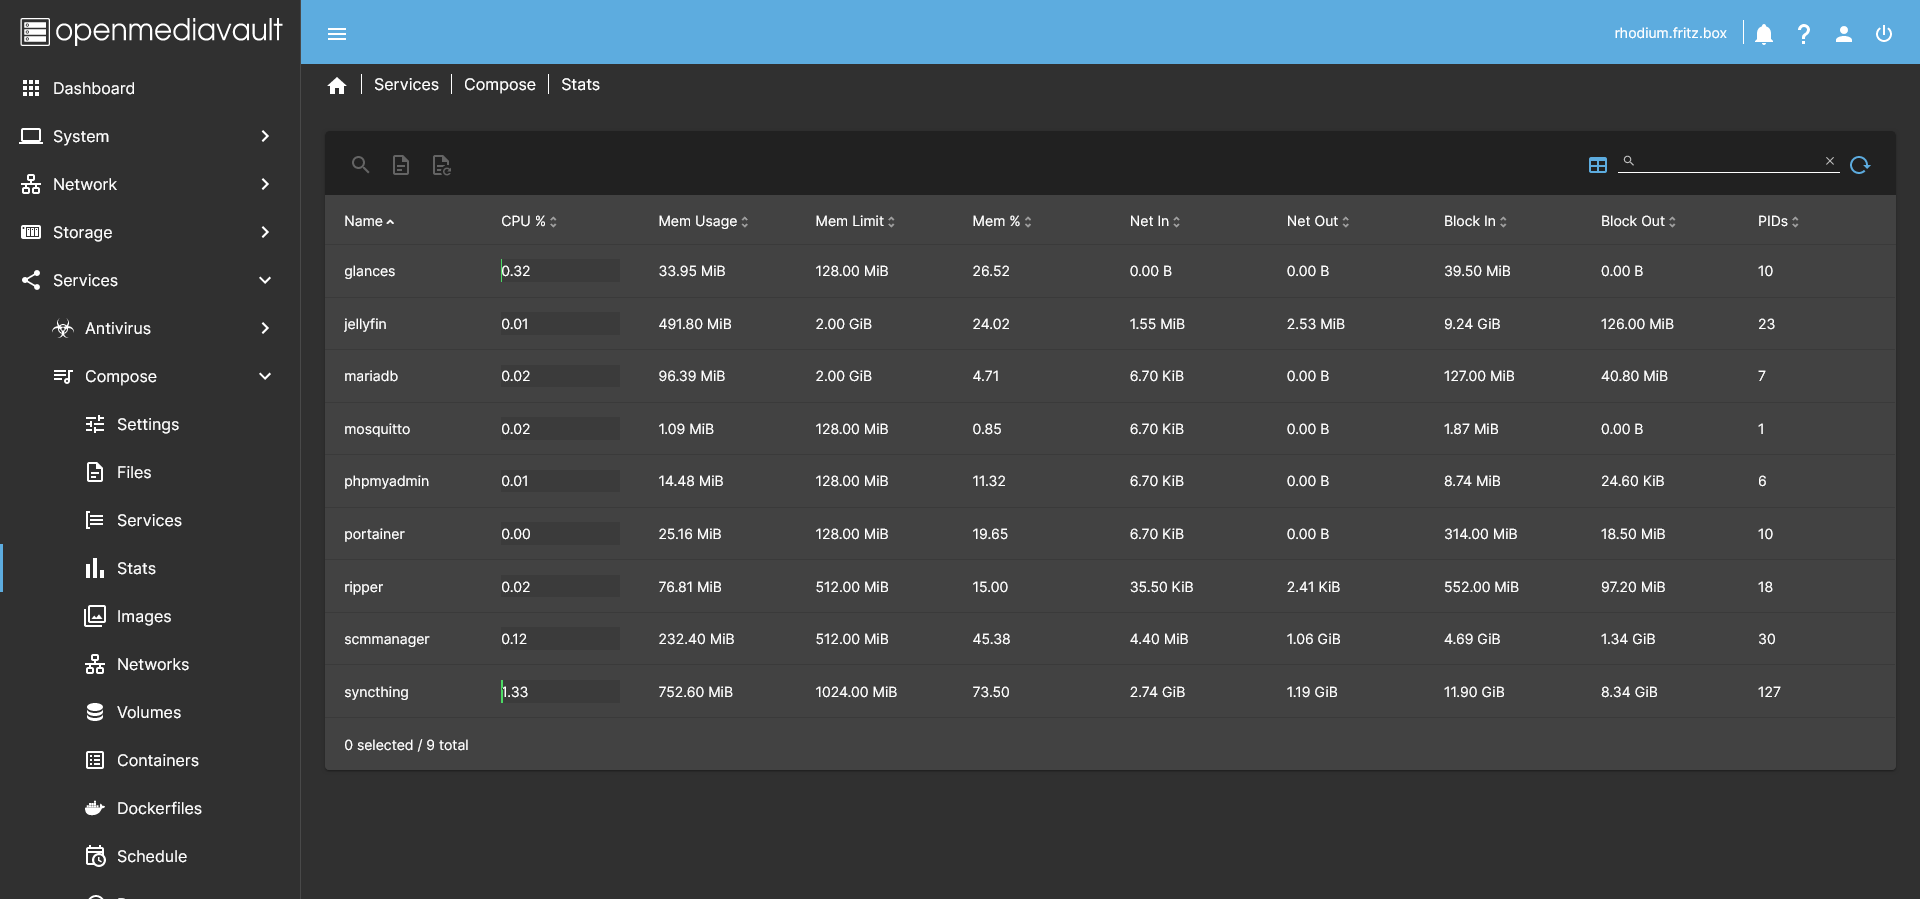 openmediavault
rhodium.fritz.box
Dashboard
System
Network
Storage
Services
Antivirus
Compose
Settings
Files
Services
Stats
Images
Networks
Volumes
Containers
Dockerfiles
Schedule
Services Compose Stats
Name CPU % Mem Usage Mem Limit Mem % Net In Net Out Block In Block Out PIDs
glances 0.32 33.95 MiB 128.00 MiB 26.52 0.00 B 0.00 B 39.50 MiB 0.00 B 10
jellyfin 0.01 491.80 MiB 2.00 GiB 24.02 1.55 MiB 2.53 MiB 9.24 GiB 126.00 MiB 23
mariadb 0.02 96.39 MiB 2.00 GiB 4.71 6.70 KiB 0.00 B 127.00 MiB 40.80 MiB 7
mosquitto 0.02 1.09 MiB 128.00 MiB 0.85 6.70 KiB 0.00 B 1.87 MiB 0.00 B 1
phpmyadmin 0.01 14.48 MiB 128.00 MiB 11.32 6.70 KiB 0.00 B 8.74 MiB 24.60 KiB 6
portainer 0.00 25.16 MiB 128.00 MiB 19.65 6.70 KiB 0.00 B 314.00 MiB 18.50 MiB 10
ripper 0.02 76.81 MiB 512.00 MiB 15.00 35.50 KiB 2.41 KiB 552.00 MiB 97.20 MiB 18
scmmanager 0.12 232.40 MiB 512.00 MiB 45.38 4.40 MiB 1.06 GiB 4.69 GiB 1.34 GiB 30
syncthing 1.33 752.60 MiB 1024.00 MiB 73.50 2.74 GiB 1.19 GiB 11.90 GiB 8.34 GiB 127
0 selected / 9 total